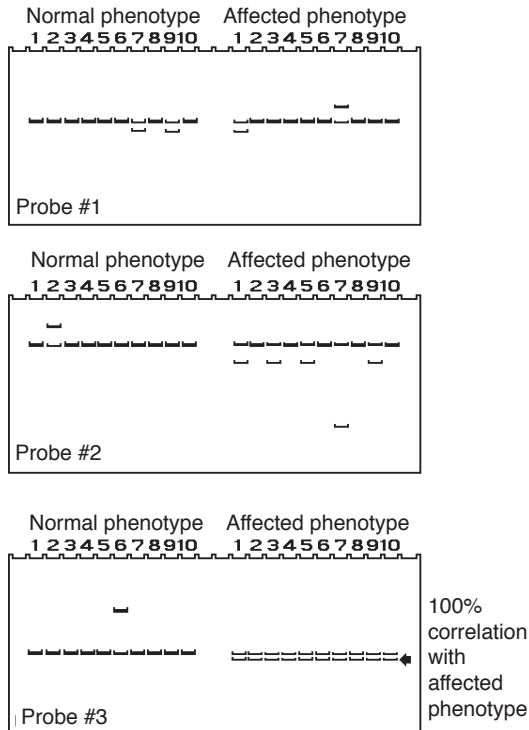 Normal phenotype Affected phenotype
1 2 3 4 5 6 7 8 9 10 1 2 3 4 5 6 7 8 9 10
Probe #1
Normal phenotype Affected phenotype
1 2 3 4 5 6 7 8 9 10 1 2 3 4 5 6 7 8 9 10
Probe #2
Normal phenotype Affected phenotype
1 2 3 4 5 6 7 8 9 10 1 2 3 4 5 6 7 8 9 10
100%
correlation
with
affected
phenotype
Probe #3